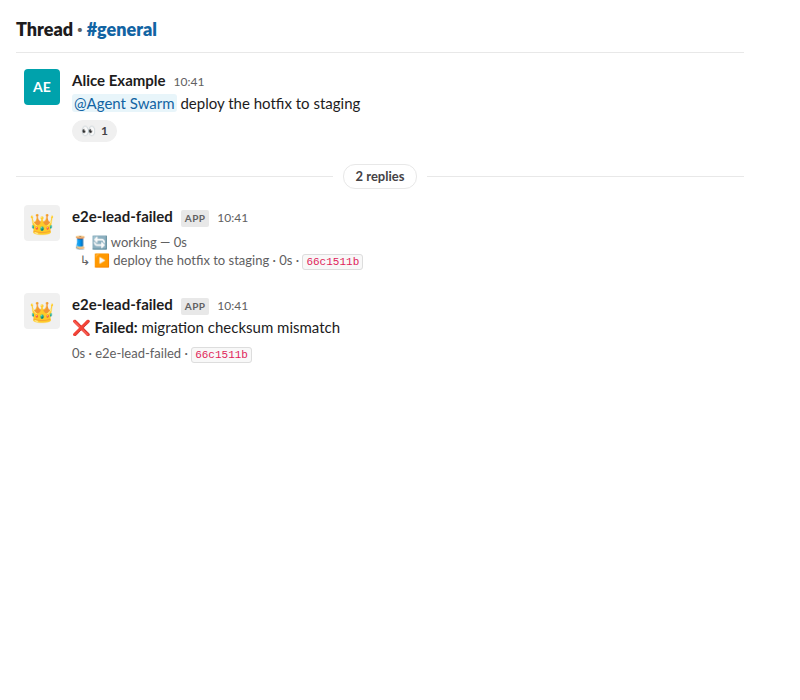 Thread • #general
AE
Alice Example 10:41
@Agent Swarm deploy the hotfix to staging
👀 1
2 replies
e2e-lead-failed APP 10:41
🧵 🔄 working — 0s
↳ ▶️ deploy the hotfix to staging · 0s · 66c1511b
e2e-lead-failed APP 10:41
❌ Failed: migration checksum mismatch
0s · e2e-lead-failed · 66c1511b